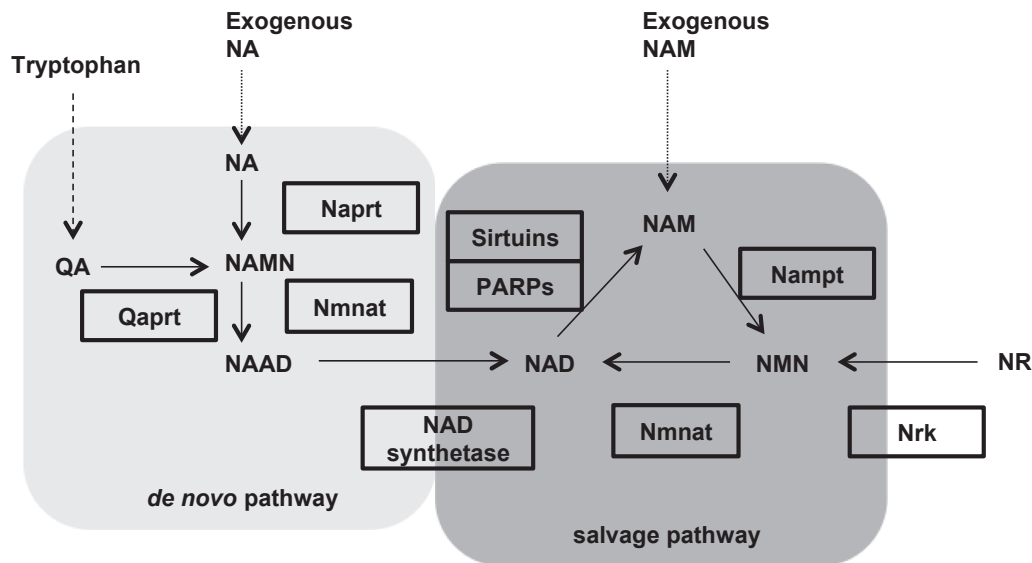 Exogenous
NA
Exogenous
NAM
Tryptophan
NA
Naprt
Sirtuins
NAM
QA
NAMN
PARPs
Nampt
Qaprt
Nmnat
NAAD
NAD
NMN
NR
NAD
synthetase
Nmnat
Nrk
de novo pathway
salvage pathway